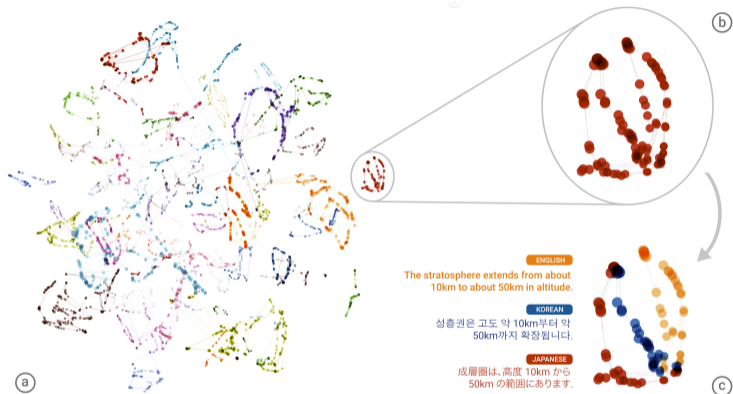 b
ENGLISH
The stratosphere extends from about
10km to about 50km in altitude.
KOREAN
성층권은 고도 약 10km부터 약
50km까지 확장됩니다.
JAPANESE
成層圏は、高度 10km から
50km の範囲にあります。
a
c